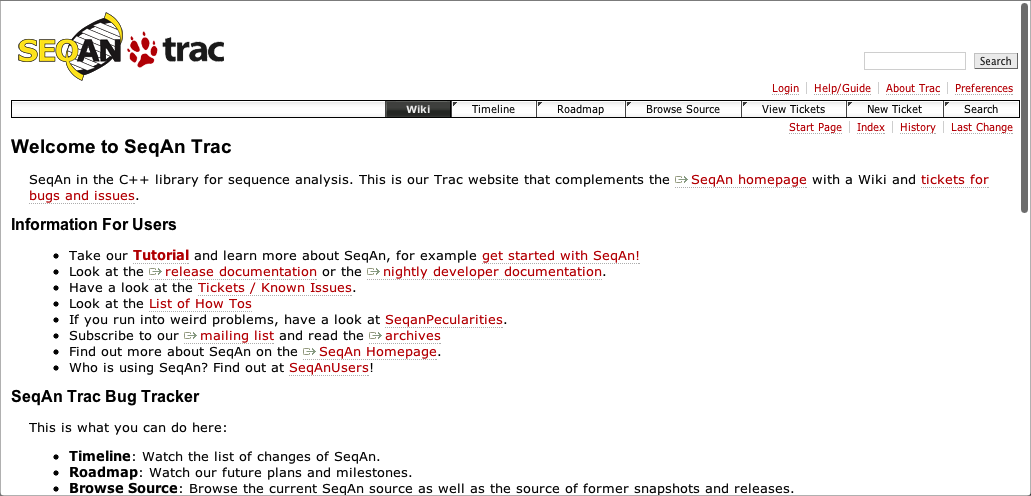 SEQAN trac
Search
Login Help/Guide About Trac Preferences
Wiki Timeline Roadmap Browse Source View Tickets New Ticket Search
Start Page Index History Last Change
Welcome to SeqAn Trac
SeqAn in the C++ library for sequence analysis. This is our Trac website that complements the SeqAn homepage with a Wiki and tickets for
bugs and issues.
Information For Users
Take our Tutorial and learn more about SeqAn, for example get started with SeqAn!
Look at the release documentation or the nightly developer documentation.
Have a look at the Tickets / Known Issues.
Look at the List of How Tos
If you run into weird problems, have a look at SeqanPecularities.
Subscribe to our mailing list and read the archives
Find out more about SeqAn on the SeqAn Homepage.
Who is using SeqAn? Find out at SeqAnUsers!
SeqAn Trac Bug Tracker
This is what you can do here:
Timeline: Watch the list of changes of SeqAn.
Roadmap: Watch our future plans and milestones.
Browse Source: Browse the current SeqAn source as well as the source of former snapshots and releases.